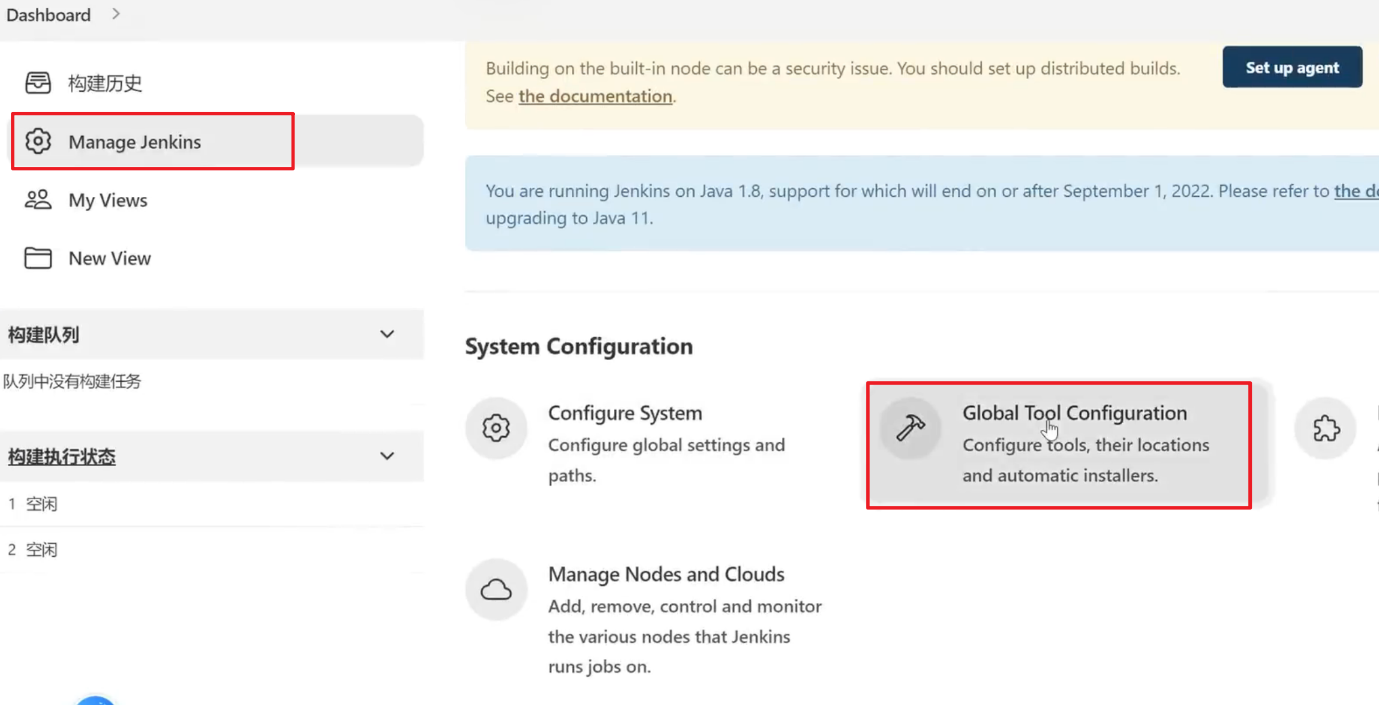 Dashboard
构建历史
Manage Jenkins
My Views
New View
构建队列
队列中没有构建任务
构建执行状态
1 空闲
2 空闲
Building on the built-in node can be a security issue. You should set up distributed builds.
See the documentation.
Set up agent
You are running Jenkins on Java 1.8, support for which will end on or after September 1, 2022. Please refer to the
upgrading to Java 11.
System Configuration
Configure System
Configure global settings and
paths.
Global Tool Configuration
Configure tools, their locations
and automatic installers.
Manage Nodes and Clouds
Add, remove, control and monitor
the various nodes that Jenkins
runs jobs on.